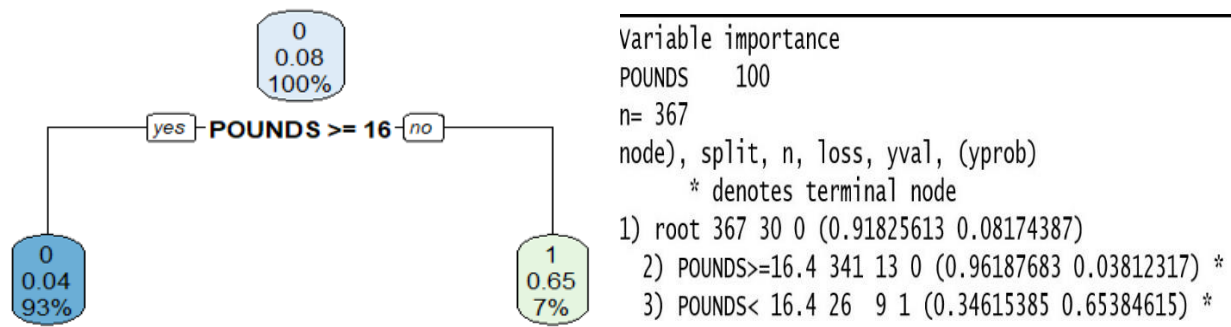 0
0.08
100%
yes POUNDS >= 16 no
0
0.04
93%
1
0.65
7%
Variable importance
POUNDS 100
n= 367
node), split, n, loss, yval, (yprob)
* denotes terminal node
1) root 367 30 0 (0.91825613 0.08174387)
2) POUNDS>=16.4 341 13 0 (0.96187683 0.03812317) *
3) POUNDS< 16.4 26 9 1 (0.34615385 0.65384615) *